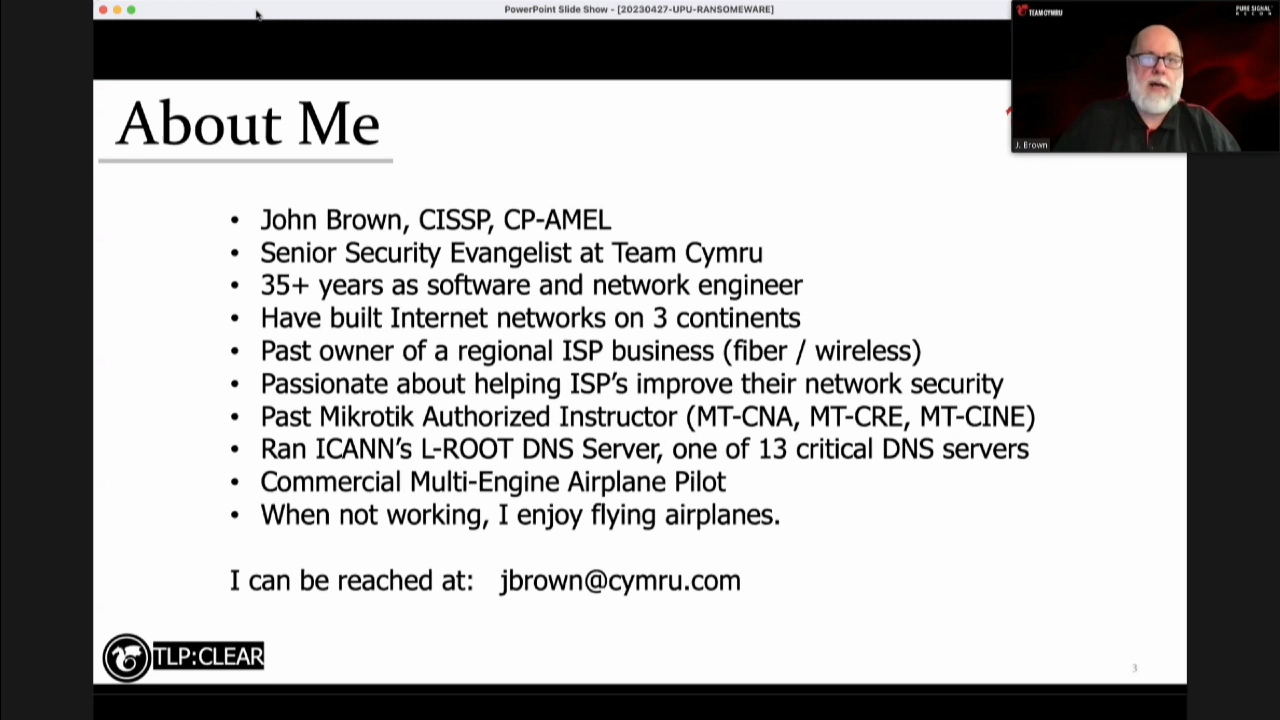 PowerPoint Slide Show - [20230427-UPU-RANSOMEWARE]
TEAM CYMRU
PURE SIGNAL
RECON
J. Brown
About Me
• John Brown, CISSP, CP-AMEL
• Senior Security Evangelist at Team Cymru
• 35+ years as software and network engineer
• Have built Internet networks on 3 continents
• Past owner of a regional ISP business (fiber / wireless)
• Passionate about helping ISP’s improve their network security
• Past Mikrotik Authorized Instructor (MT-CNA, MT-CRE, MT-CINE)
• Ran ICANN’s L-ROOT DNS Server, one of 13 critical DNS servers
• Commercial Multi-Engine Airplane Pilot
• When not working, I enjoy flying airplanes.
I can be reached at: jbrown@cymru.com
TLP:CLEAR
3